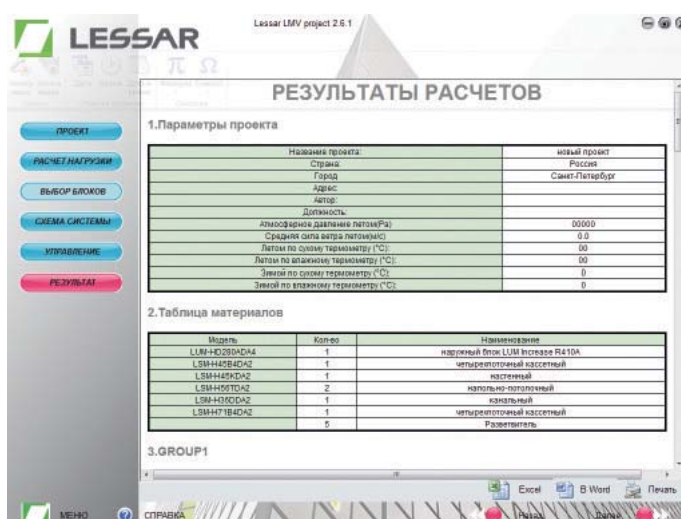 Lessar LMV project 2.6.1
LESSAR
РЕЗУЛЬТАТЫ РАСЧЕТОВ
ПРОЕКТ
РАСЧЕТ НАГРУЗКИ
ВЫБОР БЛОКОВ
СХЕМА СИСТЕМЫ
УПРАВЛЕНИЕ
РЕЗУЛЬТАТ
1.Параметры проекта
Название проекта: новый проект
Страна: Россия
Город Санкт-Петербург
Адрес:
Автор:
Должность:
Атмосферное давление летом(Pa) 00000
Средняя сила ветра летом(м/с) 0.0
Летом по сухому термометру (°C): 00
Летом по влажному термометру (°C): 00
Зимой по сухому термометру (°C): 0
Зимой по влажному термометру (°C): 0
2.Таблица материалов
Модель Кол-во Наименование
LUM-HD280ADA4 1 наружный блок LUM Increase R410A
LSM-H45B4DA2 1 четырехпоточный кассетный
LSM-H45KDA2 1 настенный
LSM-H56TDA2 2 напольно-потолочный
LSM-H36DDA2 1 канальный
LSM-H71B4DA2 1 четырехпоточный кассетный
5 Разветвитель
3.GROUP1
Excel В Word Печать
МЕНЮ СПРАВКА Назад Далее